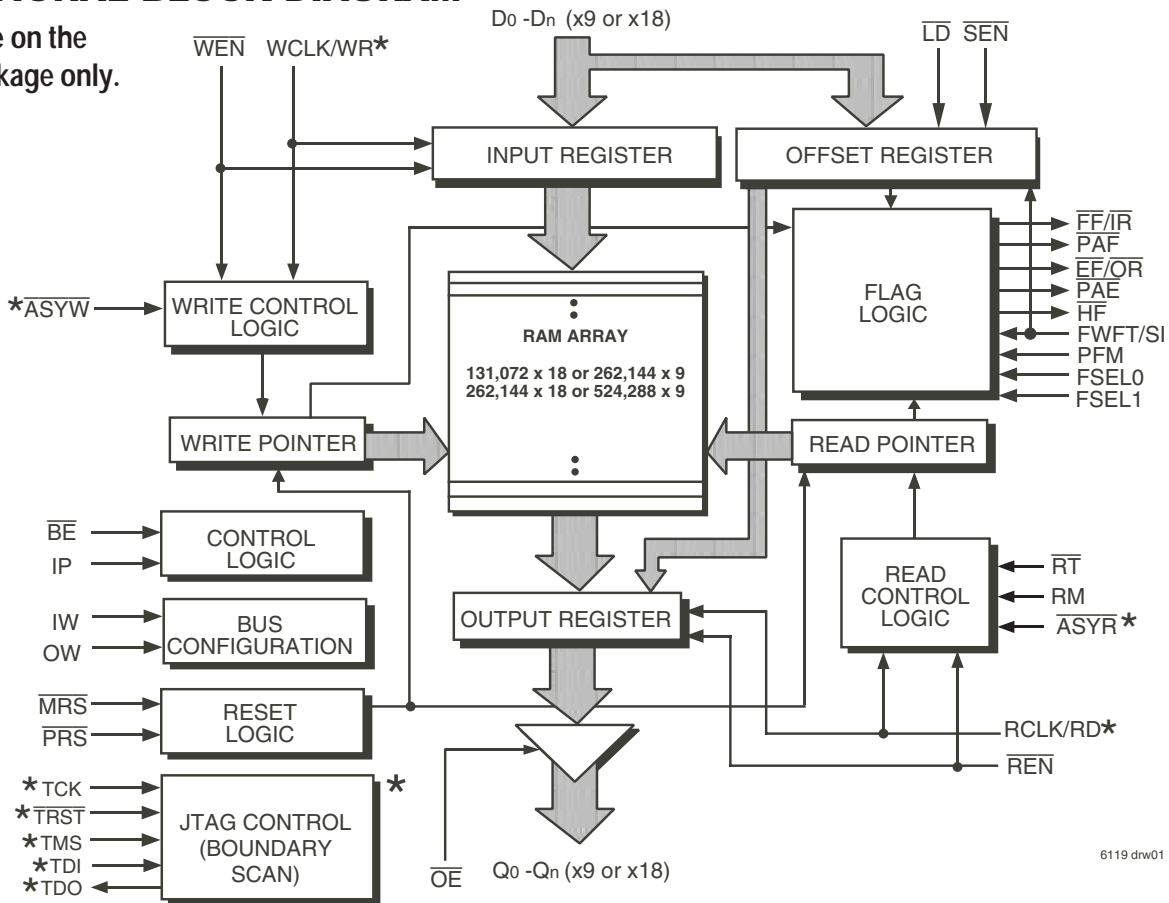 e on the
kage only.
D0 -Dn (x9 or x18)
WEN WCLK/WR*
LD SEN
INPUT REGISTER
OFFSET REGISTER
*ASYW
WRITE CONTROL
LOGIC
FLAG
LOGIC
FF/IR
PAF
EF/OR
PAE
HF
FWFT/SI
PFM
FSEL0
FSEL1
RAM ARRAY
131,072 x 18 or 262,144 x 9
262,144 x 18 or 524,288 x 9
WRITE POINTER
READ POINTER
BE
IP
CONTROL
LOGIC
READ
CONTROL
LOGIC
RT
RM
ASYR*
IW
OW
BUS
CONFIGURATION
OUTPUT REGISTER
MRS
PRS
RESET
LOGIC
RCLK/RD*
REN
*TCK
*TRST
*TMS
*TDI
*TDO
JTAG CONTROL
(BOUNDARY
SCAN)
*
OE
Q0 -Qn (x9 or x18)
6119 drw01